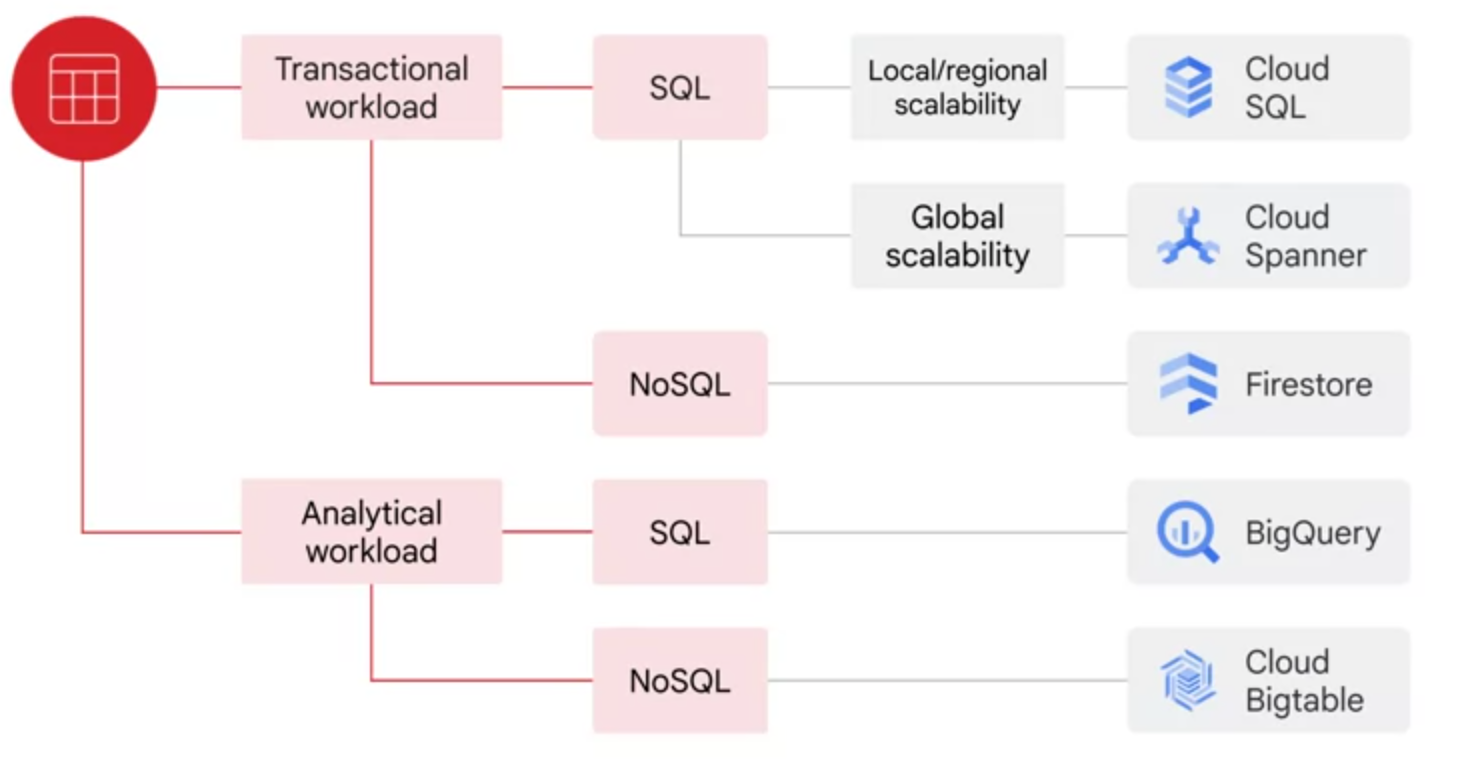 Transactional
workload
SQL
Local/regional
scalability
Cloud
SQL
Global
scalability
Cloud
Spanner
NoSQL
Firestore
Analytical
workload
SQL
BigQuery
NoSQL
Cloud
Bigtable